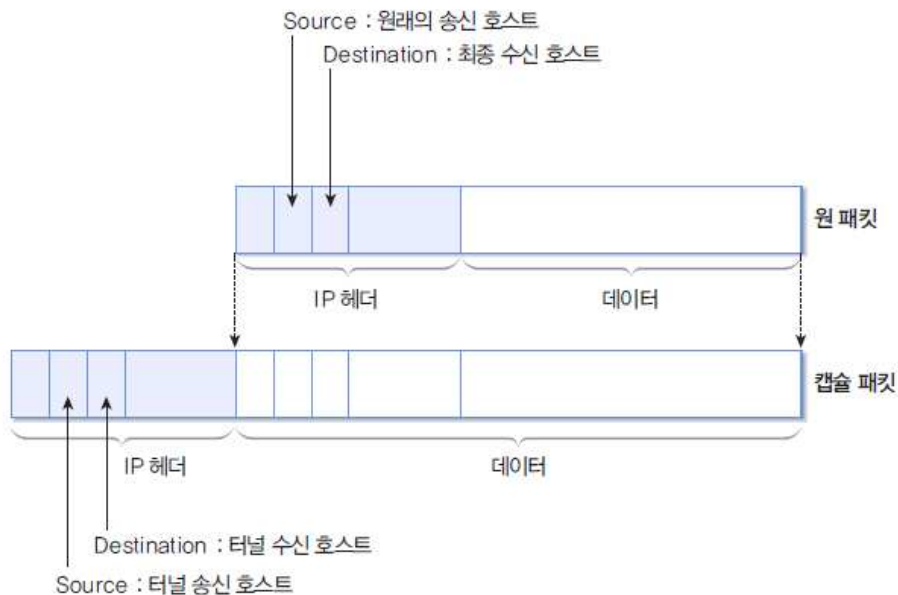 Source : 원래의 송신 호스트
Destination : 최종 수신 호스트
원 패킷
IP 헤더
데이터
캡슐 패킷
IP 헤더
데이터
Destination : 터널 수신 호스트
Source : 터널 송신 호스트